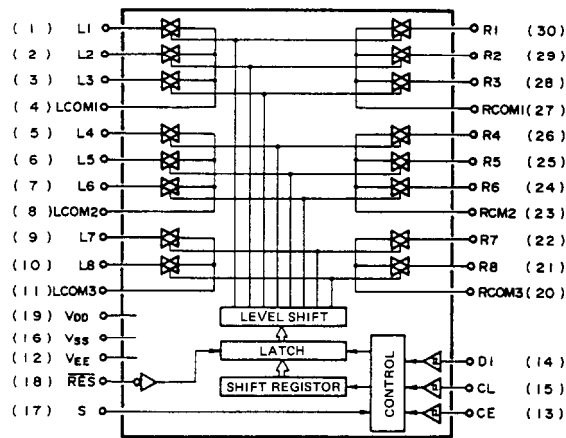 (1) L1 R1 (30)
(2) L2 R2 (29)
(3) L3 R3 (28)
(4) LCOM1 RCOM1 (27)
(5) L4 R4 (26)
(6) L5 R5 (25)
(7) L6 R6 (24)
(8) LCOM2 RCM2 (23)
(9) L7 R7 (22)
(10) L8 R8 (21)
(11) LCOM3 RCOM3 (20)
(19) VDD LEVEL SHIFT
(16) VSS
(12) VEE LATCH DI (14)
(18) RES SHIFT REGISTOR CONTROL CL (15)
(17) S CE (13)